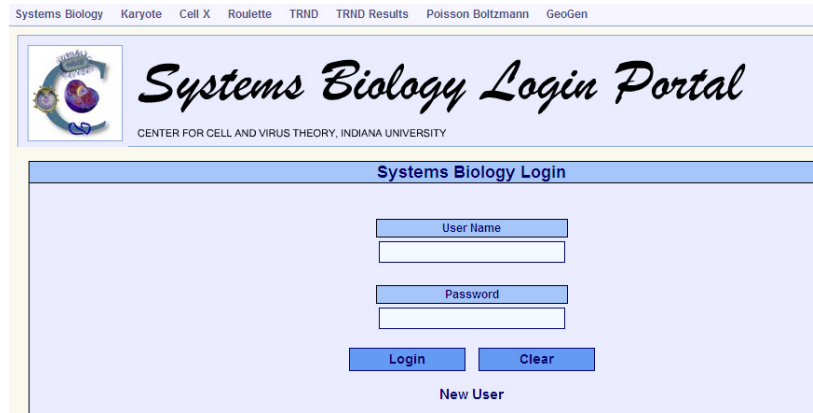 Systems Biology Karyote Cell X Roulette TRND TRND Results Poisson Boltzmann GeoGen
Systems Biology Login Portal
CENTER FOR CELL AND VIRUS THEORY, INDIANA UNIVERSITY
Systems Biology Login
User Name
Password
Login Clear
New User